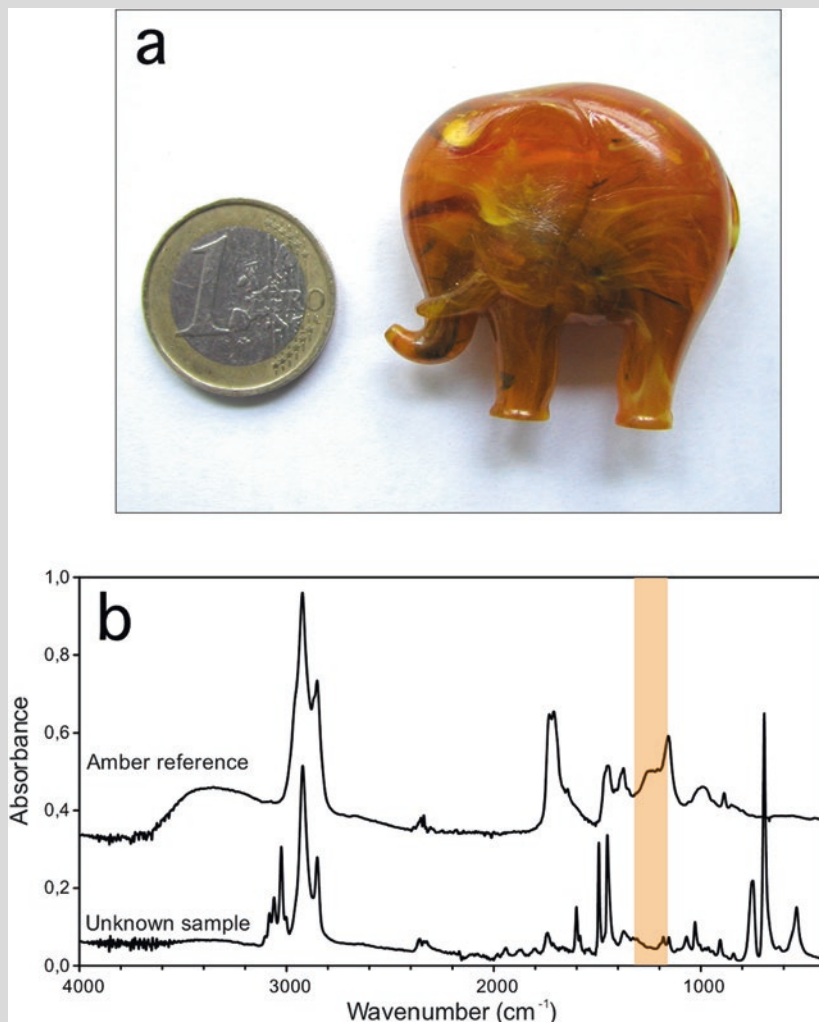 a
1
EURO
b
1,0
0,8
0,6
0,4
0,2
0,0
Absorbance
Amber reference
Unknown sample
4000 3000 2000 1000
Wavenumber (cm⁻¹)